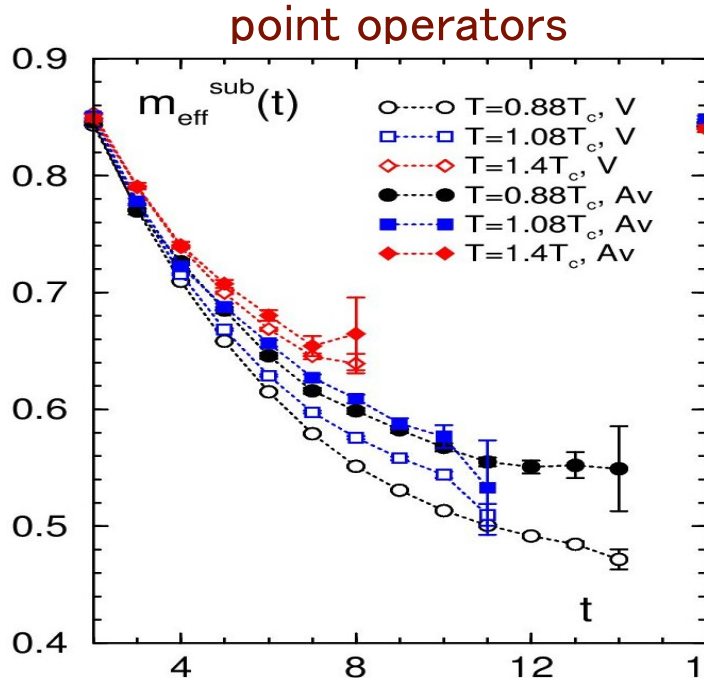 point operators
0.9
m_eff^sub(t)
T=0.88T_c, V
T=1.08T_c, V
T=1.4T_c, V
T=0.88T_c, Av
T=1.08T_c, Av
T=1.4T_c, Av
0.8
0.7
0.6
0.5
t
0.4
4
8
12